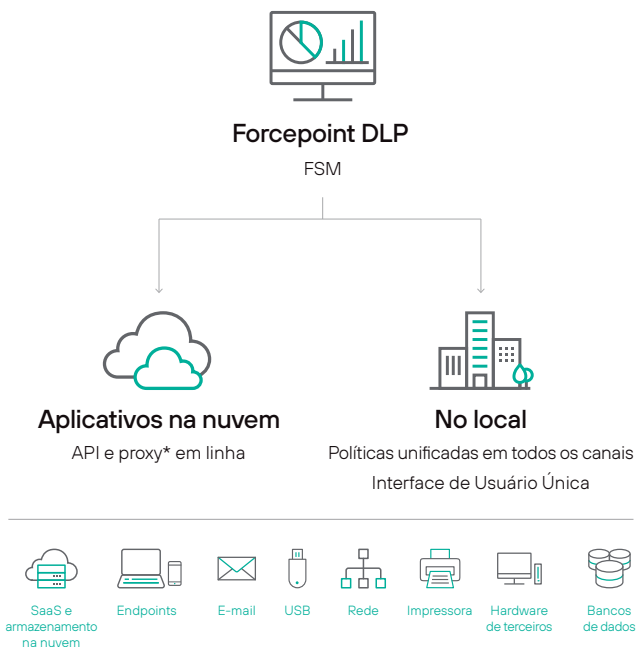 Forcepoint DLP
FSM
Aplicativos na nuvem
API e proxy* em linha
No local
Políticas unificadas em todos os canais
Interface de Usuário Única
SaaS e
armazenamento
na nuvem
Endpoints
E-mail
USB
Rede
Impressora
Hardware
de terceiros
Bancos
de dados